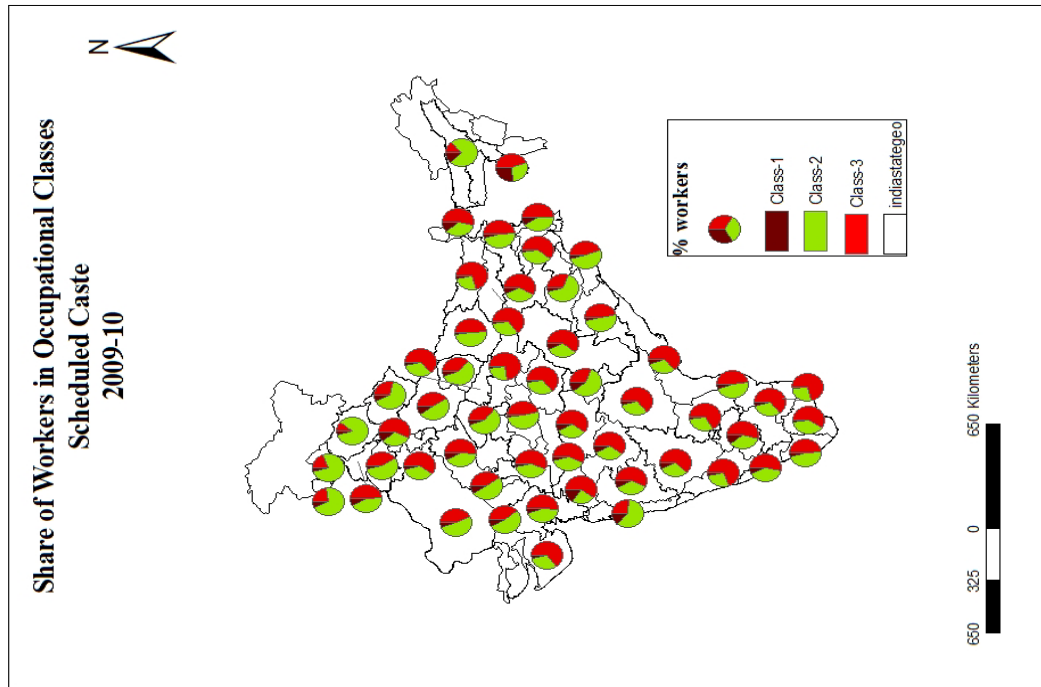 Share of Workers in Occupational Classes
Scheduled Caste
2009-10
N
% workers
Class-1
Class-2
Class-3
indiastategeo
650 325 0 650 Kilometers